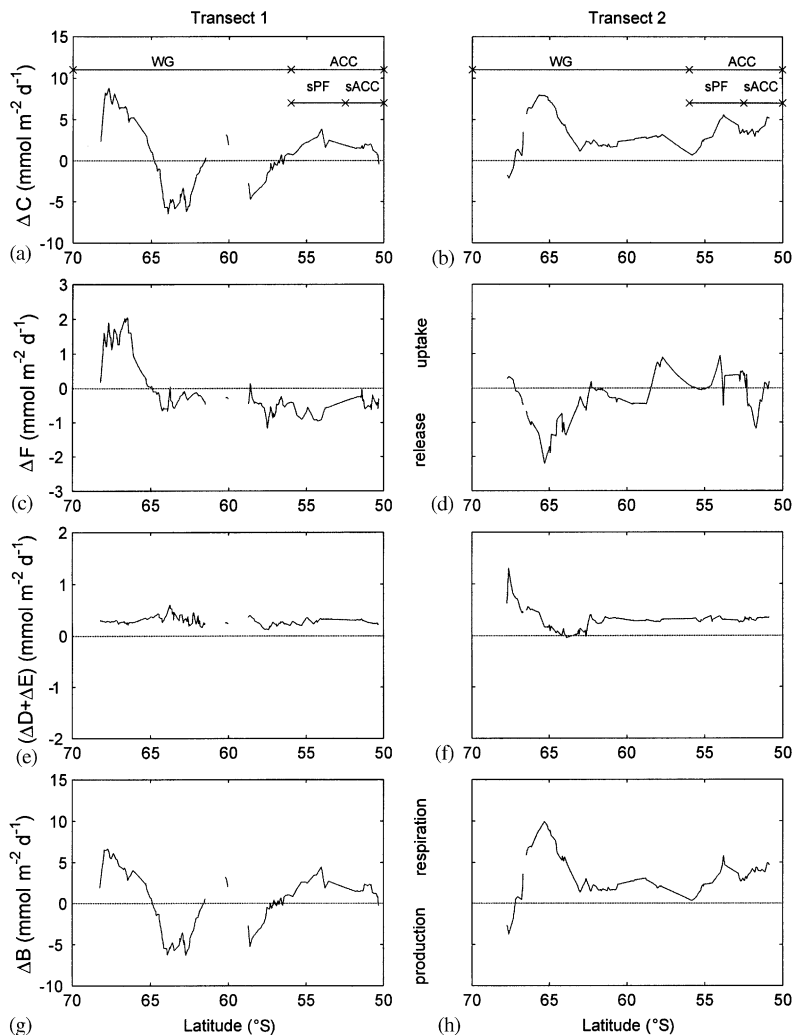 Transect 1
Transect 2
ΔC (mmol m⁻² d⁻¹)
15
10
5
0
-5
-10
WG
ACC
sPF
sACC
WG
ACC
sPF
sACC
70
65
60
55
50
70
65
60
55
50
(a)
(b)
ΔF (mmol m⁻² d⁻¹)
3
2
1
0
-1
-2
-3
uptake
release
70
65
60
55
50
70
65
60
55
50
(c)
(d)
(ΔD+ΔE) (mmol m⁻² d⁻¹)
2
1
0
-1
-2
70
65
60
55
50
70
65
60
55
50
(e)
(f)
ΔB (mmol m⁻² d⁻¹)
15
10
5
0
-5
-10
respiration
production
70
65
60
55
50
70
65
60
55
50
(g)
Latitude (°S)
(h)
Latitude (°S)